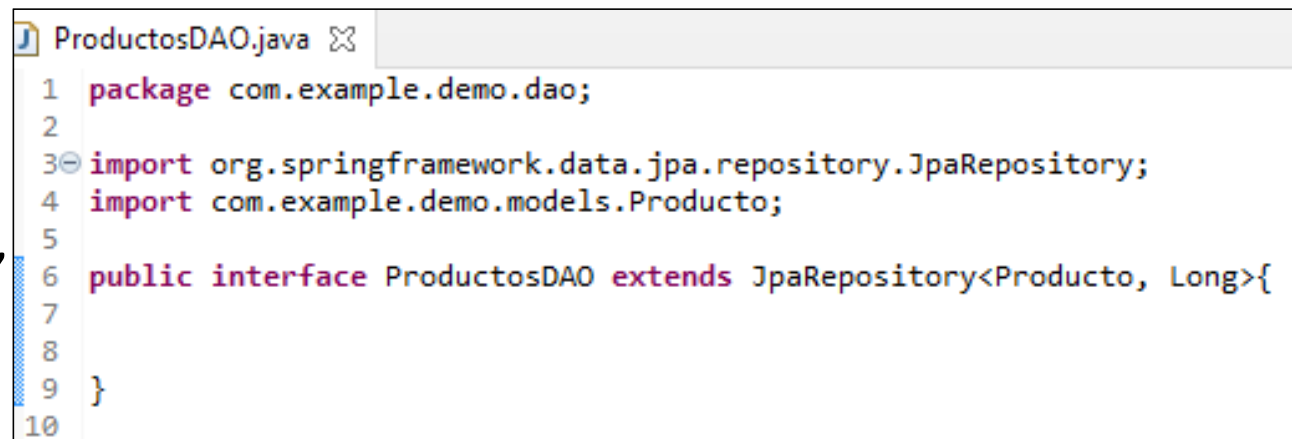 ProductosDAO.java
1 package com.example.demo.dao;
2
3 import org.springframework.data.jpa.repository.JpaRepository;
4 import com.example.demo.models.Producto;
5
6 public interface ProductosDAO extends JpaRepository<Producto, Long>{
7
8
9 }
10